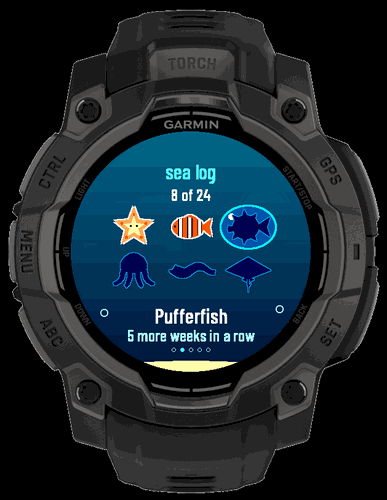 TORCH
GARMIN
CTRL
LIGHT
START/STOP
GPS
sea log
8 of 24
MENU
UP
Pufferfish
5 more weeks in a row
DOWN
BACK
ABC
SET